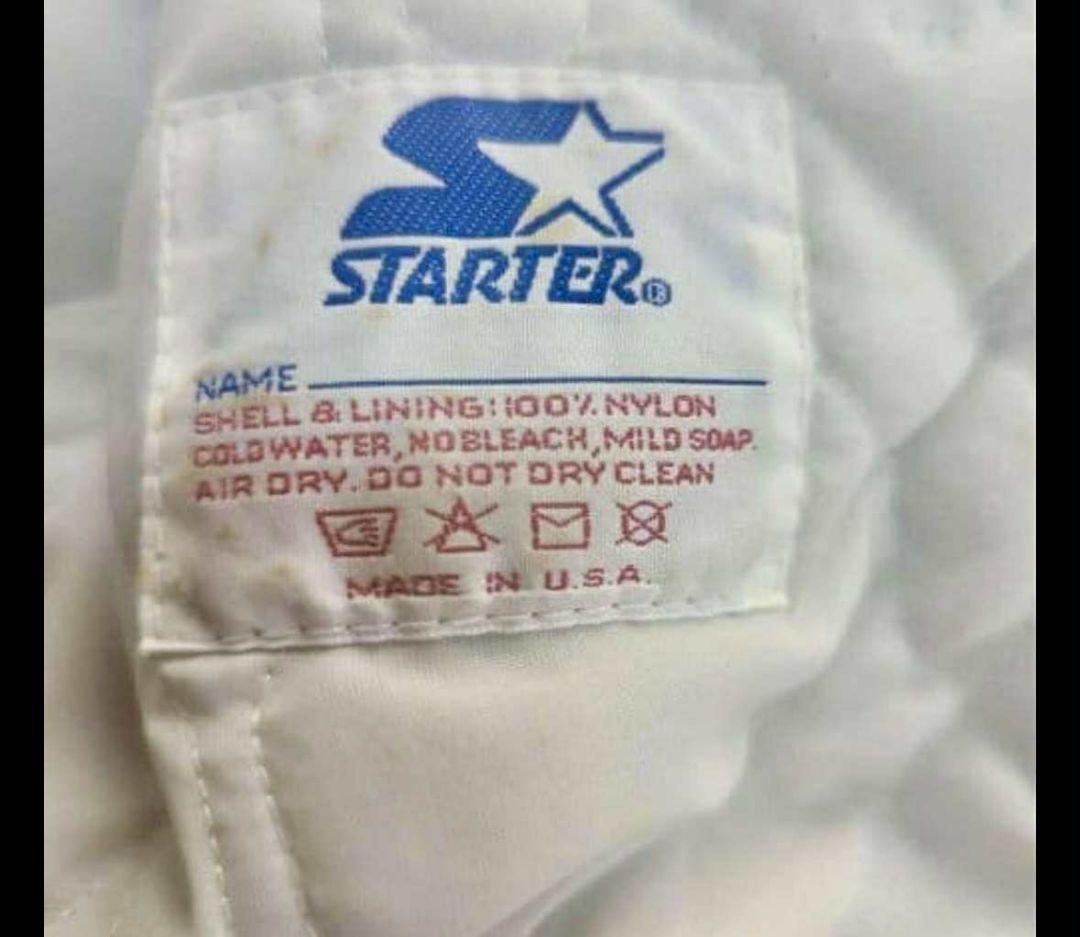 STARTER®
NAME
SHELL & LINING: 100% NYLON
COLD WATER, NO BLEACH, MILD SOAP.
AIR DRY. DO NOT DRY CLEAN
MADE IN U.S.A.